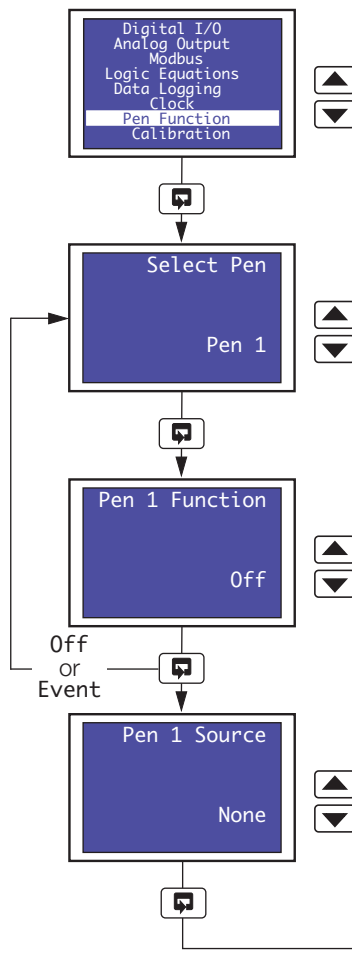 Digital I/O
Analog Output
Modbus
Logic Equations
Data Logging
Clock
Pen Function
Calibration
Select Pen
Pen 1
Pen 1 Function
Off
Off
or
Event
Pen 1 Source
None